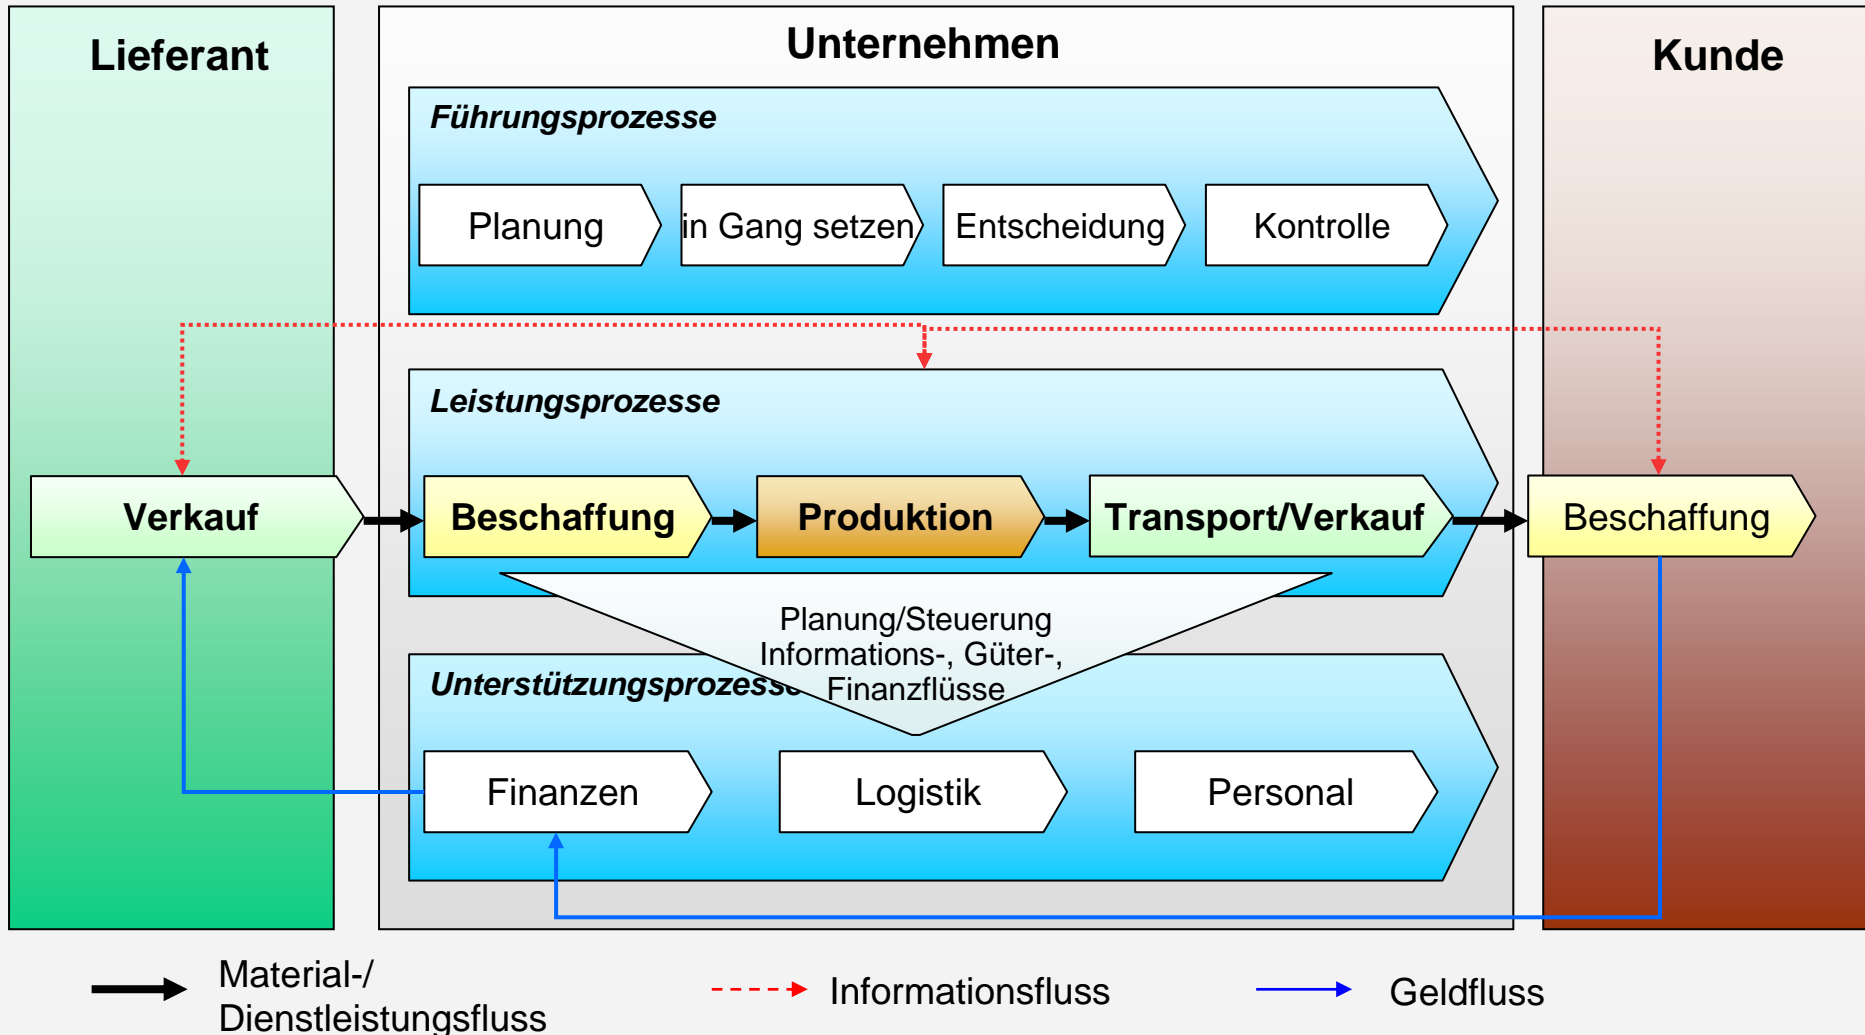 Lieferant
Unternehmen
Kunde
Führungsprozesse
Planung
in Gang setzen
Entscheidung
Kontrolle
Leistungsprozesse
Verkauf
Beschaffung
Produktion
Transport/Verkauf
Beschaffung
Planung/Steuerung
Informations-, Güter-,
Finanzflüsse
Unterstützungsprozesse
Finanzen
Logistik
Personal
Material-/
Dienstleistungsfluss
Informationsfluss
Geldfluss